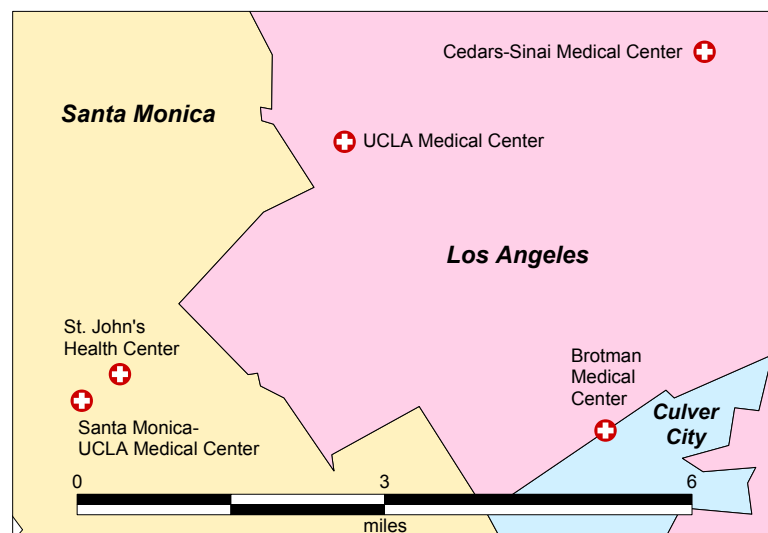 Cedars-Sinai Medical Center
Santa Monica
UCLA Medical Center
Los Angeles
St. John's
Health Center
Brotman
Medical
Center
Culver
City
Santa Monica-
UCLA Medical Center
0 3 6
miles